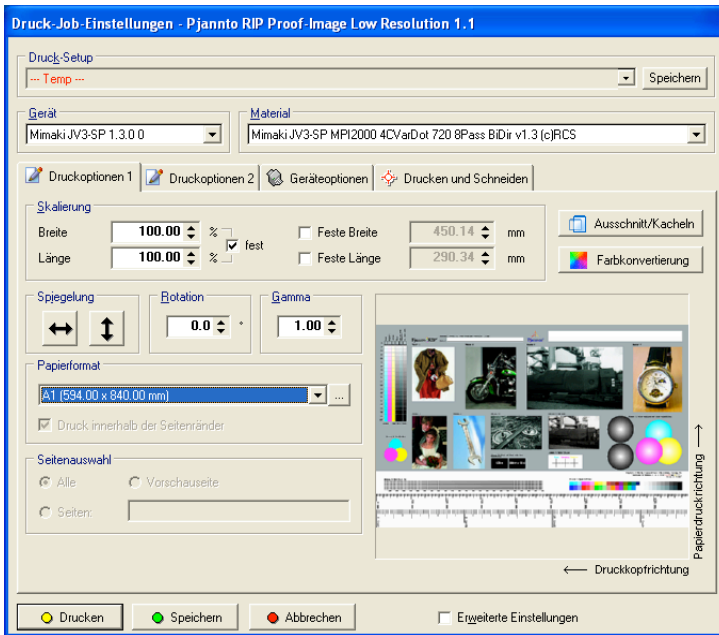 Druck-Job-Einstellungen - Pjannto RIP Proof-Image Low Resolution 1.1
Druck-Setup
--- Temp ---
Speichern
Gerät
Material
Mimaki JV3-SP 1.3.0 0
Mimaki JV3-SP MPI2000 4CVarDot 720 8Pass BiDir v1.3 (c)RCS
Druckoptionen 1
Druckoptionen 2
Geräteoptionen
Drucken und Schneiden
Skalierung
Breite 100.00 %
Feste Breite 450.14 mm
fest
Länge 100.00 %
Feste Länge 290.34 mm
Ausschnitt/Kacheln
Farbkonvertierung
Spiegelung
Rotation
Gamma
0.0 °
1.00
Papierformat
A1 (594.00 x 840.00 mm)
...
Druck innerhalb der Seitenränder
Seitenauswahl
Alle
Vorschauseite
Seiten:
Papierdruckrichtung
Druckkopfrichtung
Drucken
Speichern
Abbrechen
Erweiterte Einstellungen